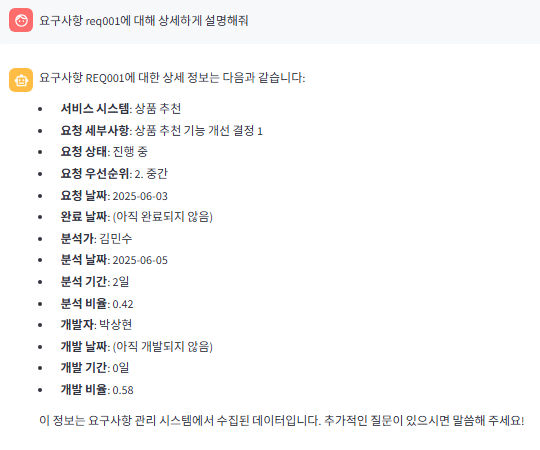 요구사항 req001에 대해 상세하게 설명해줘
요구사항 REQ001에 대한 상세 정보는 다음과 같습니다:
• 서비스 시스템: 상품 추천
• 요청 세부사항: 상품 추천 기능 개선 결정 1
• 요청 상태: 진행 중
• 요청 우선순위: 2. 중간
• 요청 날짜: 2025-06-03
• 완료 날짜: (아직 완료되지 않음)
• 분석가: 김민수
• 분석 날짜: 2025-06-05
• 분석 기간: 2일
• 분석 비율: 0.42
• 개발자: 박상현
• 개발 날짜: (아직 개발되지 않음)
• 개발 기간: 0일
• 개발 비율: 0.58
이 정보는 요구사항 관리 시스템에서 수집된 데이터입니다. 추가적인 질문이 있으시면 말씀해 주세요!